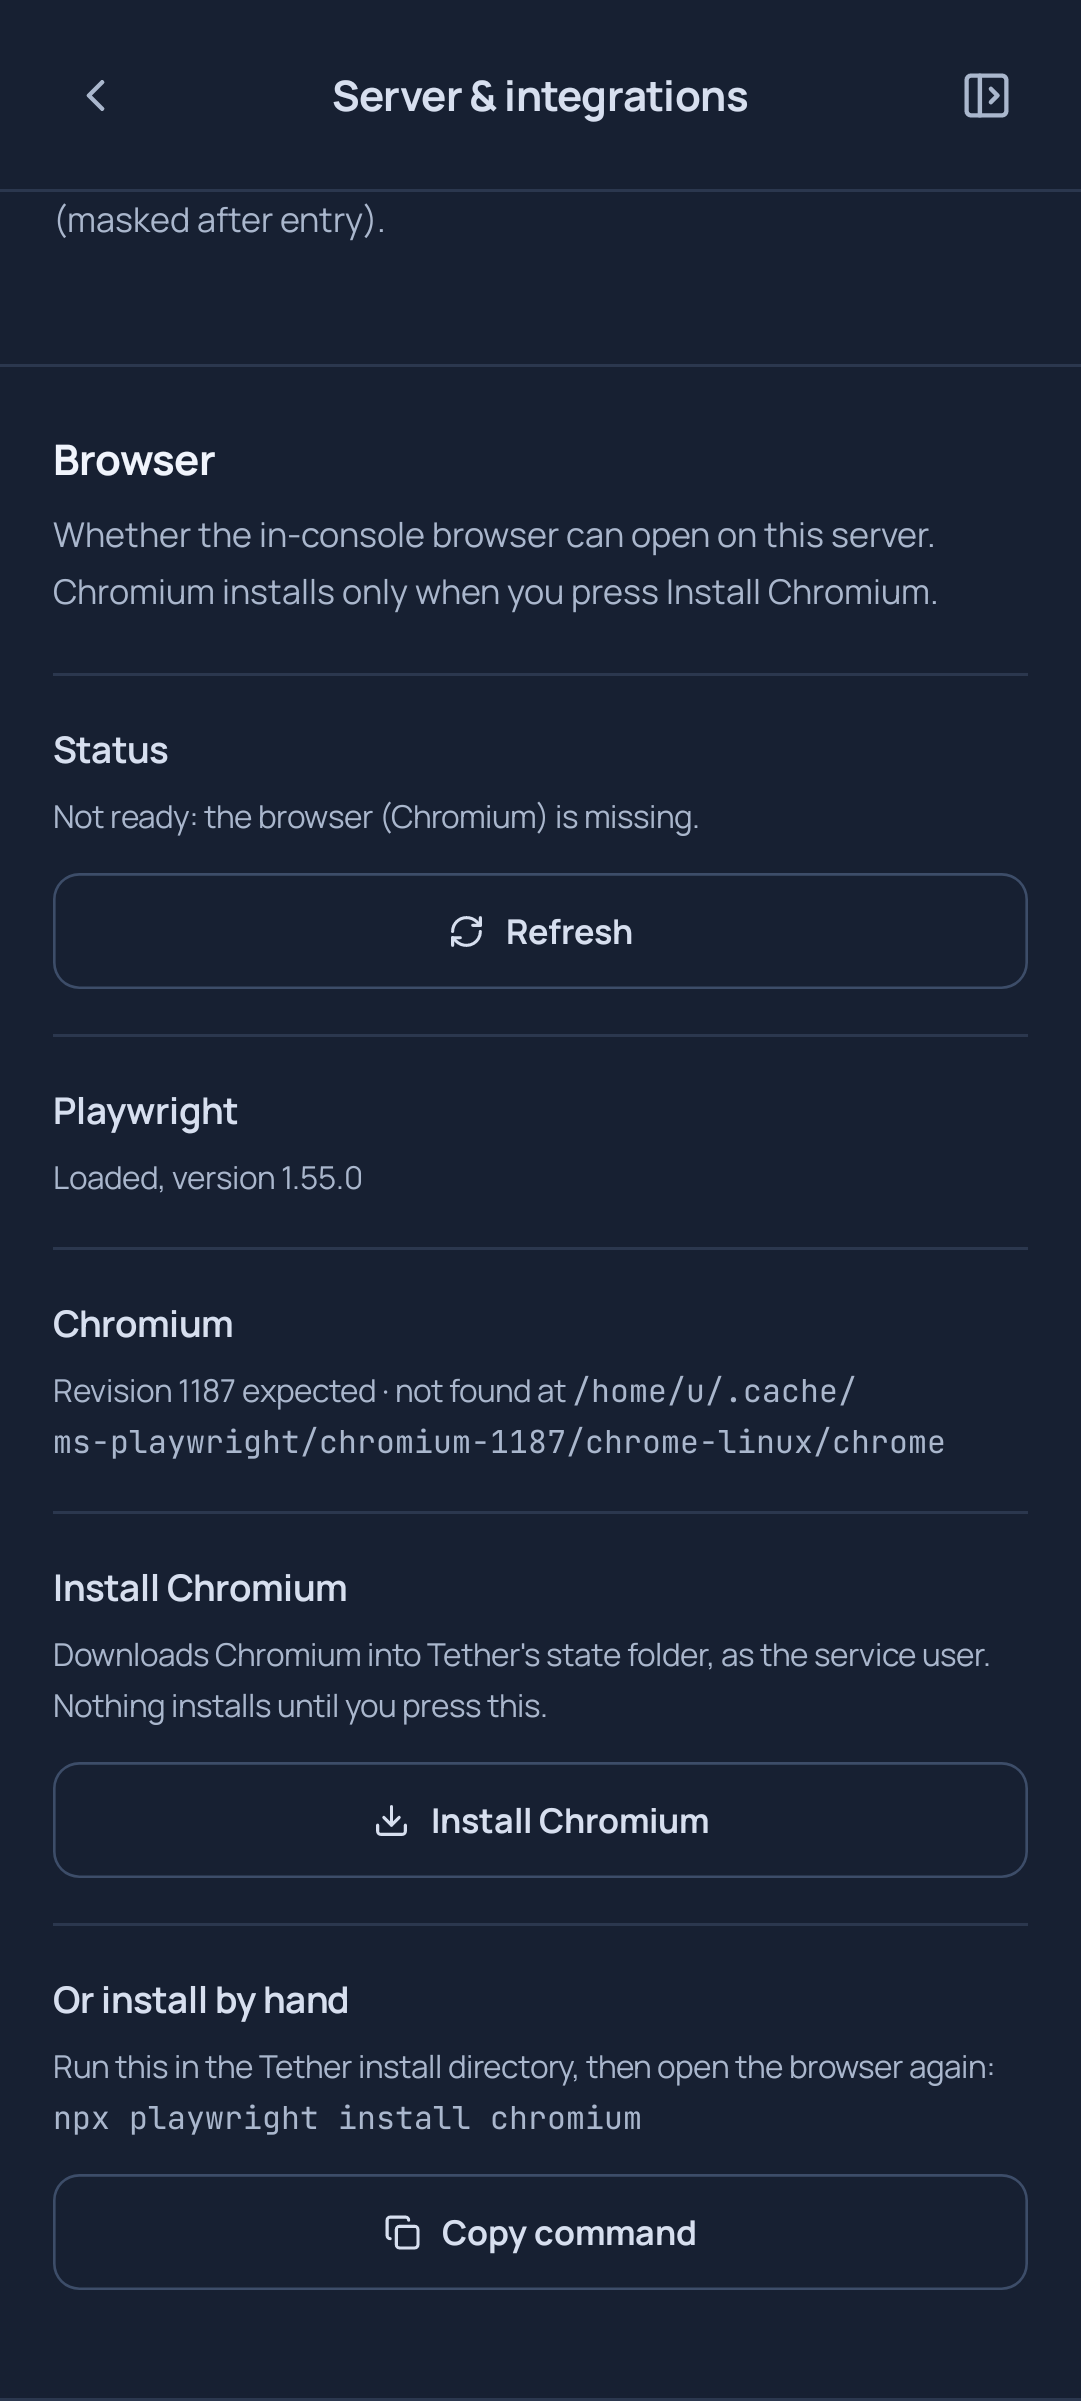 Server & integrations
(masked after entry).
Browser
Whether the in-console browser can open on this server.
Chromium installs only when you press Install Chromium.
Status
Not ready: the browser (Chromium) is missing.
Refresh
Playwright
Loaded, version 1.55.0
Chromium
Revision 1187 expected · not found at /home/u/.cache/
ms-playwright/chromium-1187/chrome-linux/chrome
Install Chromium
Downloads Chromium into Tether's state folder, as the service user.
Nothing installs until you press this.
Install Chromium
Or install by hand
Run this in the Tether install directory, then open the browser again:
npx playwright install chromium
Copy command